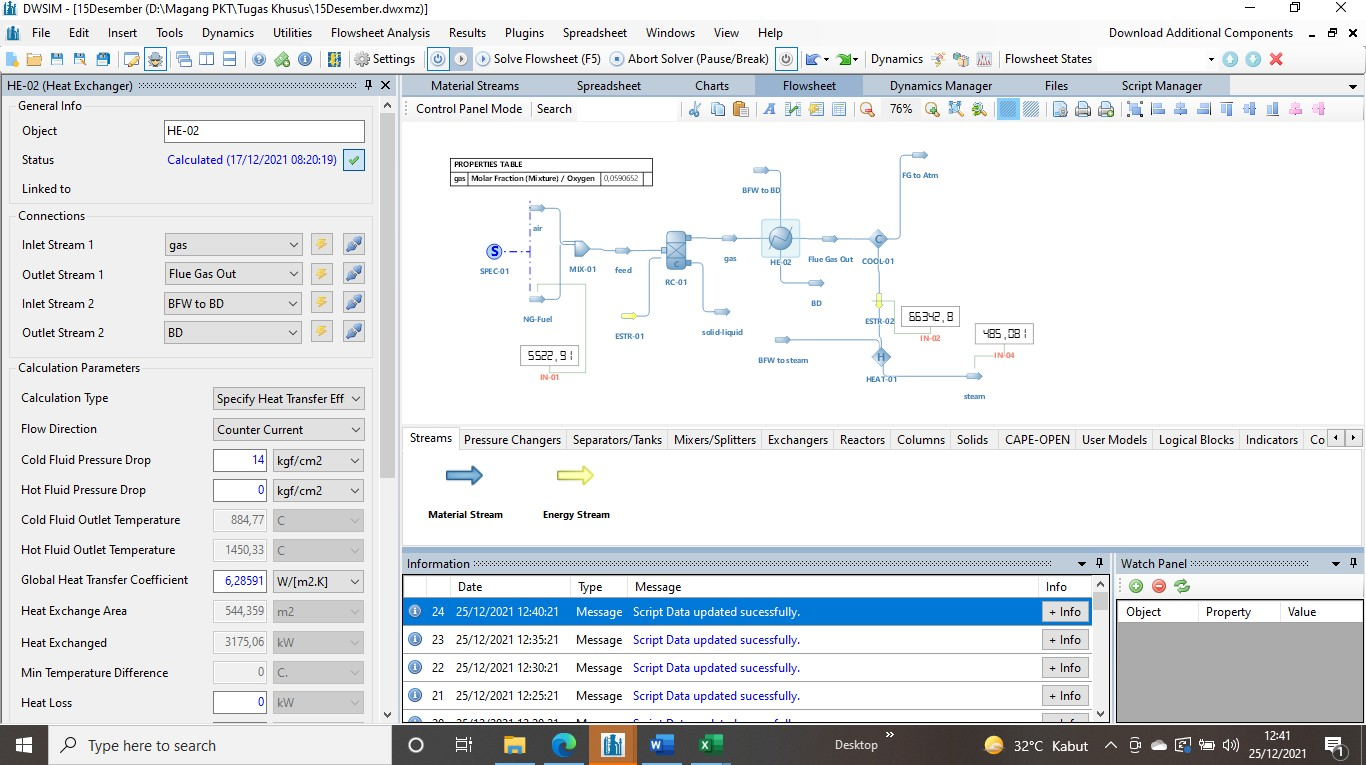 DWSIM - [15Desember (D:\Magang PKT\Tugas Khusus\15Desember.dwxmz)]
File Edit Insert Tools Dynamics Utilities Flowsheet Analysis Results Plugins Spreadsheet Windows View Help Download Additional Components
Settings Solve Flowsheet (F5) Abort Solver (Pause/Break) Dynamics Flowsheet States
HE-02 (Heat Exchanger)
General Info
Object HE-02
Status Calculated (17/12/2021 08:20:19)
Linked to
Connections
Inlet Stream 1 gas
Outlet Stream 1 Flue Gas Out
Inlet Stream 2 BFW to BD
Outlet Stream 2 BD
Calculation Parameters
Calculation Type Specify Heat Transfer Eff
Flow Direction Counter Current
Cold Fluid Pressure Drop 14 kgf/cm2
Hot Fluid Pressure Drop 0 kgf/cm2
Cold Fluid Outlet Temperature 884,77 C
Hot Fluid Outlet Temperature 1450,33 C
Global Heat Transfer Coefficient 6,28591 W/[m2.K]
Heat Exchange Area 544,359 m2
Heat Exchanged 3175,06 kW
Min Temperature Difference 0 C.
Heat Loss 0 kW
Material Streams Spreadsheet Charts Flowsheet Dynamics Manager Files Script Manager
Control Panel Mode Search A 76%
PROPERTIES TABLE
gas Molar Fraction (Mixture) / Oxygen 0,0590652
FG to Atm
BFW to BD
air
S
C
SPEC-01 MIX-01 feed gas HE-02 Flue Gas Out COOL-01
C
RC-01
BD
NG-Fuel
ESTR-01 solid-liquid ESTR-02 66342,8
IN-02
485,081
5522,91 BFW to steam H IN-04
IN-01 HEAT-01
steam
Streams Pressure Changers Separators/Tanks Mixers/Splitters Exchangers Reactors Columns Solids CAPE-OPEN User Models Logical Blocks Indicators Co
Material Stream Energy Stream
Information
Date Type Message Info
24 25/12/2021 12:40:21 Message Script Data updated sucessfully. + Info
23 25/12/2021 12:35:21 Message Script Data updated sucessfully. + Info
22 25/12/2021 12:30:21 Message Script Data updated sucessfully. + Info
21 25/12/2021 12:25:21 Message Script Data updated sucessfully. + Info
Watch Panel
Object Property Value
Type here to search
Desktop
32°C Kabut
12:41
25/12/2021
1